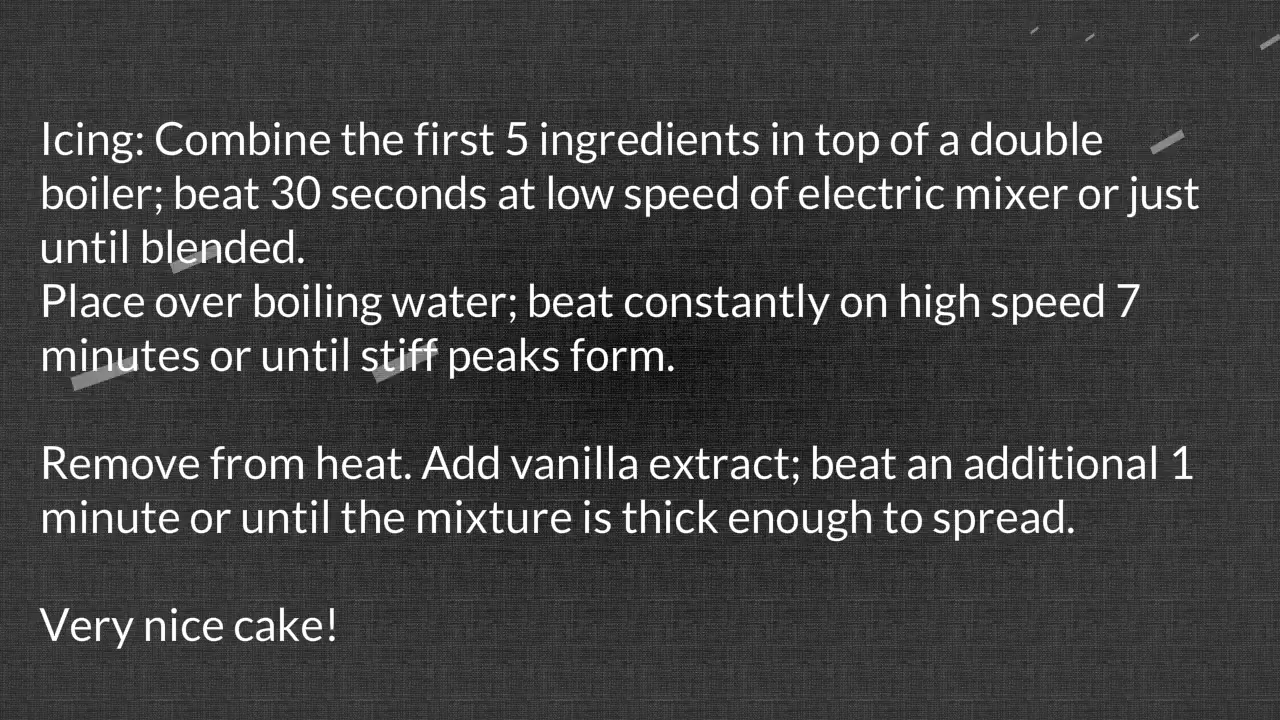 Icing: Combine the first 5 ingredients in top of a double
boiler; beat 30 seconds at low speed of electric mixer or just
until blended.
Place over boiling water; beat constantly on high speed 7
minutes or until stiff peaks form.
Remove from heat. Add vanilla extract; beat an additional 1
minute or until the mixture is thick enough to spread.
Very nice cake!